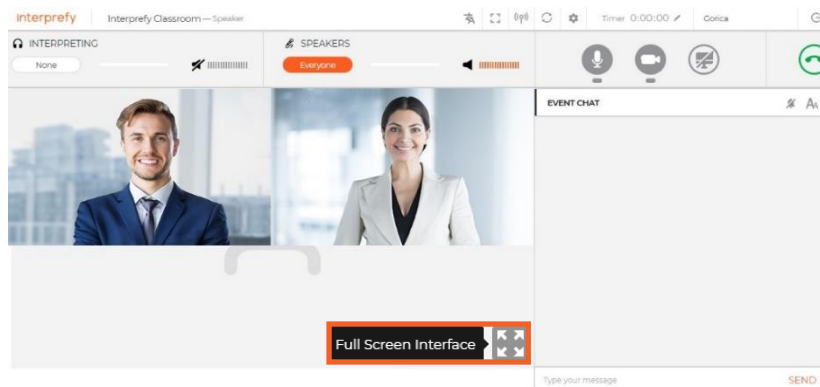 interprefy
Interprefy Classroom — Speaker
Timer 0:00:00
Gorica
INTERPRETING
None
SPEAKERS
Everyone
EVENT CHAT
Full Screen Interface
Type your message
SEND